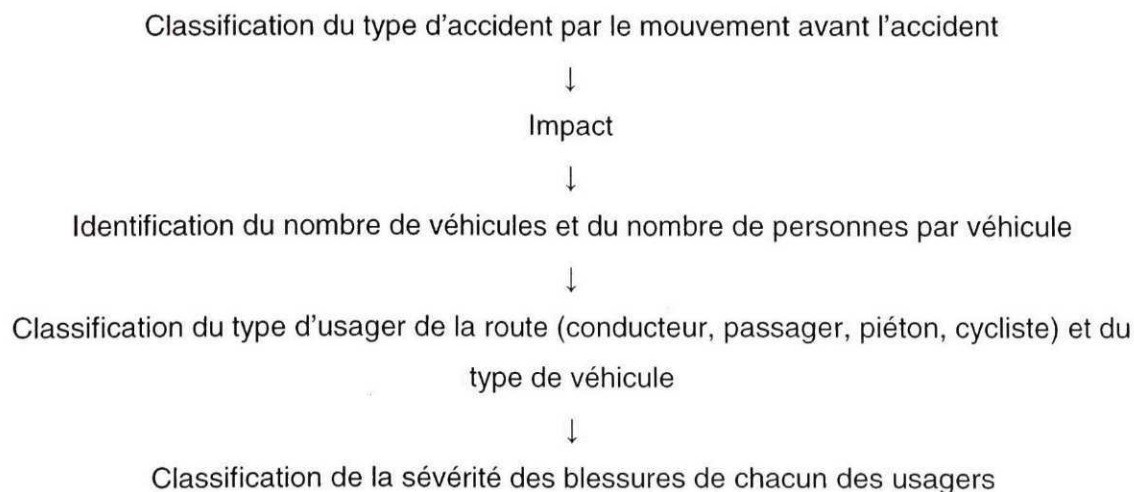 Classification du type d'accident par le mouvement avant l'accident
↓
Impact
↓
Identification du nombre de véhicules et du nombre de personnes par véhicule
↓
Classification du type d'usager de la route (conducteur, passager, piéton, cycliste) et du
type de véhicule
↓
Classification de la sévérité des blessures de chacun des usagers